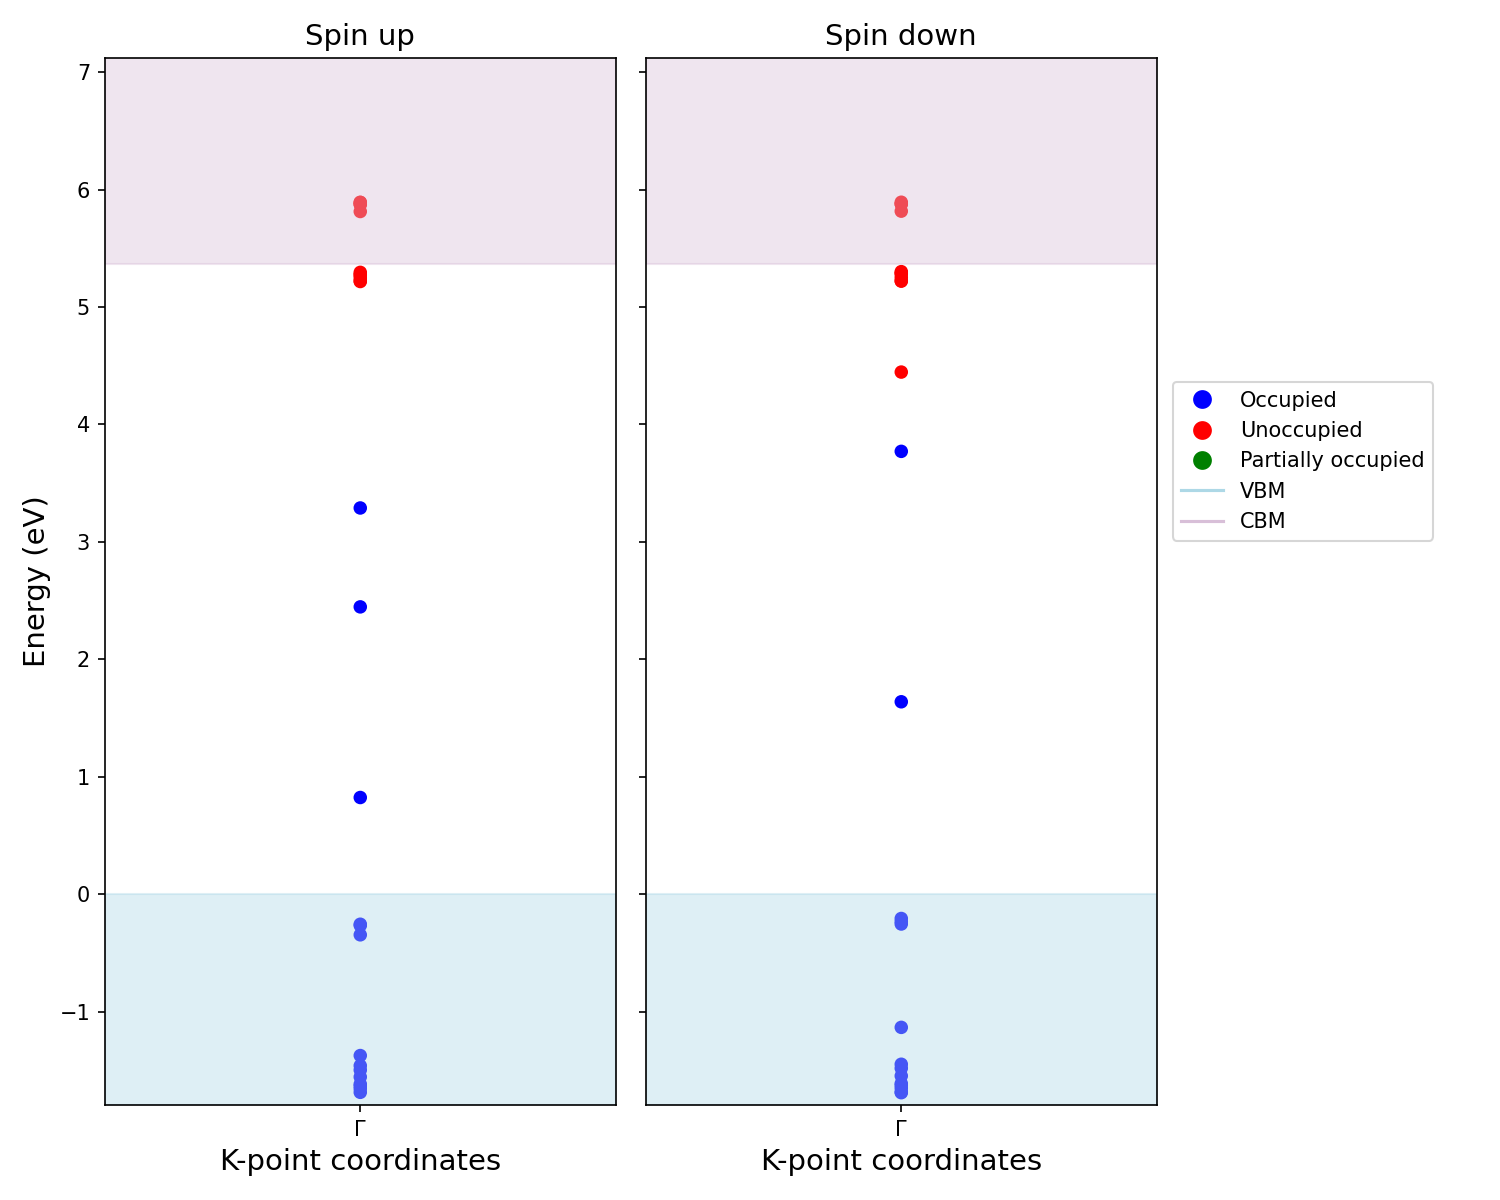 Spin up
Spin down
7
6
5
4
3
2
1
0
−1
Energy (eV)
Γ
Γ
K-point coordinates
K-point coordinates
Occupied
Unoccupied
Partially occupied
VBM
CBM